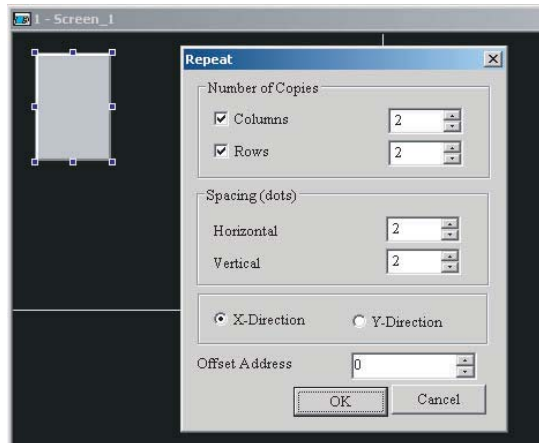 1 - Screen_1
Repeat
Number of Copies
Columns 2
Rows 2
Spacing (dots)
Horizontal 2
Vertical 2
X-Direction Y-Direction
Offset Address 0
OK Cancel